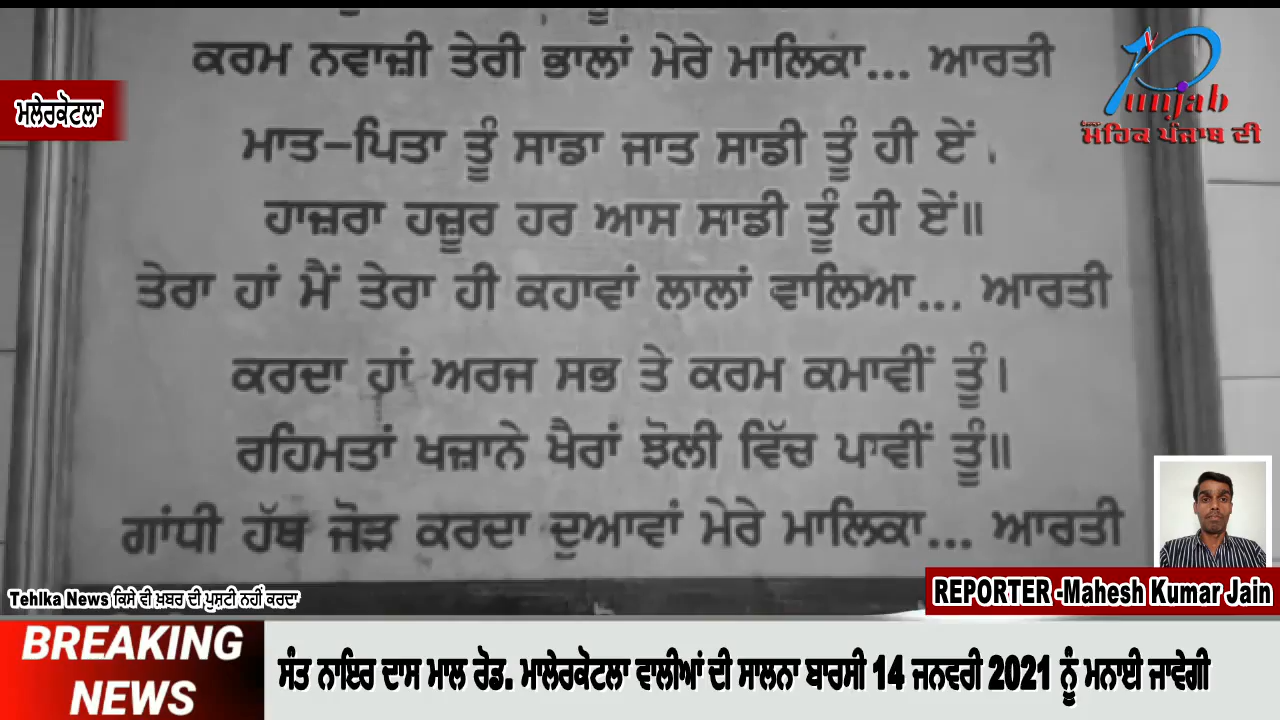 ਕਰਮ ਨਵਾਜ਼ੀ ਤੇਰੀ ਭਾਲਾਂ ਮੇਰੇ ਮਾਲਿਕਾ... ਆਰਤੀ
Punjab
ਮਹਿਕ ਪੰਜਾਬ ਦੀ
ਮਲੇਰਕੋਟਲਾ
ਮਾਤ-ਪਿਤਾ ਤੂੰ ਸਾਡਾ ਜਾਤ ਸਾਡੀ ਤੂੰ ਹੀ ਏਂ ।
ਹਾਜ਼ਰਾ ਹਜ਼ੂਰ ਹਰ ਆਸ ਸਾਡੀ ਤੂੰ ਹੀ ਏਂ॥
ਤੇਰਾ ਹਾਂ ਮੈਂ ਤੇਰਾ ਹੀ ਕਹਾਵਾਂ ਲਾਲਾਂ ਵਾਲਿਆ... ਆਰਤੀ
ਕਰਦਾ ਹਾਂ ਅਰਜ ਸਭ ਤੇ ਕਰਮ ਕਮਾਵੀਂ ਤੂੰ।
ਰਹਿਮਤਾਂ ਖਜ਼ਾਨੇ ਖੈਰਾਂ ਝੋਲੀ ਵਿੱਚ ਪਾਵੀਂ ਤੂੰ॥
ਗਾਂਧੀ ਹੱਥ ਜੋੜ ਕਰਦਾ ਦੁਆਵਾਂ ਮੇਰੇ ਮਾਲਿਕਾ... ਆਰਤੀ
Tehlka News ਕਿਸੇ ਵੀ ਖ਼ਬਰ ਦੀ ਪੁਸ਼ਟੀ ਨਹੀਂ ਕਰਦਾ
REPORTER -Mahesh Kumar Jain
BREAKING
NEWS
ਸੰਤ ਨਾਇਰ ਦਾਸ ਮਾਲ ਰੋਡ. ਮਾਲੇਰਕੋਟਲਾ ਵਾਲੀਆਂ ਦੀ ਸਾਲਨਾ ਬਾਰਸੀ 14 ਜਨਵਰੀ 2021 ਨੂੰ ਮਨਾਈ ਜਾਵੇਗੀ